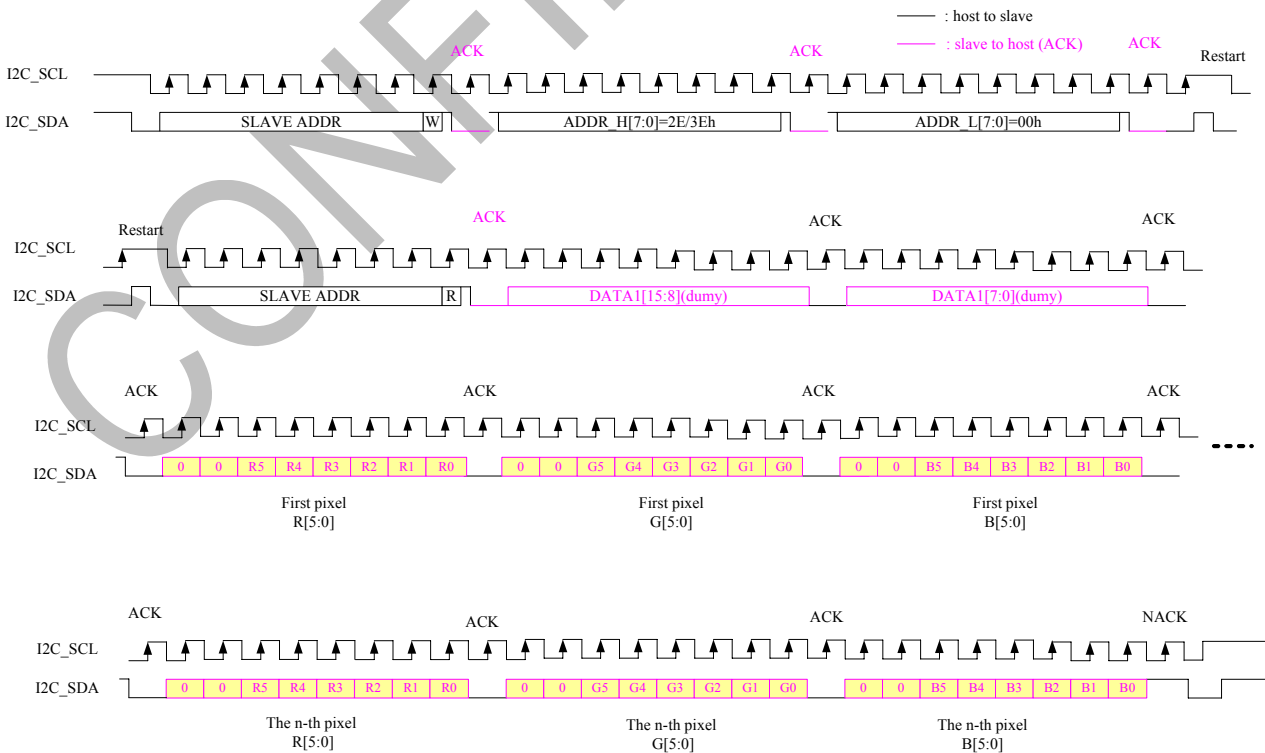 : host to slave
: slave to host (ACK)
ACK ACK ACK
Restart
I2C_SCL
I2C_SDA SLAVE ADDR W ADDR_H[7:0]=2E/3Eh ADDR_L[7:0]=00h
Restart ACK ACK ACK
I2C_SCL
I2C_SDA SLAVE ADDR R DATA1[15:8](dumy) DATA1[7:0](dumy)
ACK ACK ACK ACK
I2C_SCL
I2C_SDA 0 0 R5 R4 R3 R2 R1 R0 0 0 G5 G4 G3 G2 G1 G0 0 0 B5 B4 B3 B2 B1 B0
First pixel First pixel First pixel
R[5:0] G[5:0] B[5:0]
ACK ACK ACK NACK
I2C_SCL
I2C_SDA 0 0 R5 R4 R3 R2 R1 R0 0 0 G5 G4 G3 G2 G1 G0 0 0 B5 B4 B3 B2 B1 B0
The n-th pixel The n-th pixel The n-th pixel
R[5:0] G[5:0] B[5:0]